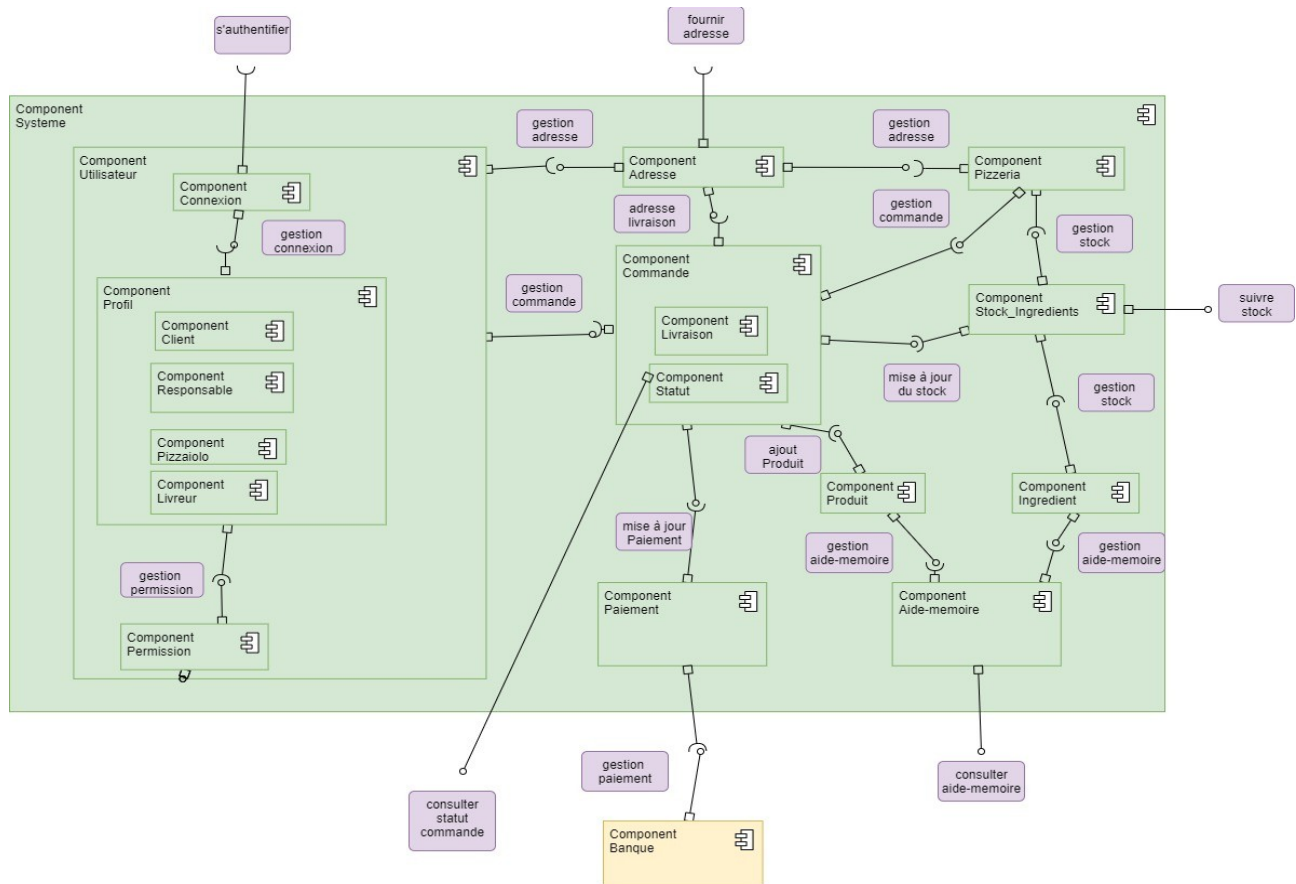 s'authentifier
fournir
adresse
Component
Systeme
gestion
adresse
gestion
adresse
Component
Utilisateur
Component
Adresse
Component
Pizzeria
Component
Connexion
adresse
livraison
gestion
commande
gestion
connexion
gestion
stock
Component
Commande
Component
Profil
gestion
commande
Component
Stock_Ingredients
suivre
stock
Component
Client
Component
Livraison
Component
Responsable
Component
Statut
mise à jour
du stock
gestion
stock
Component
Pizzaiolo
ajout
Produit
Component
Livreur
Component
Produit
Component
Ingredient
mise à jour
Paiement
gestion
aide-memoire
gestion
aide-memoire
gestion
permission
Component
Paiement
Component
Aide-memoire
Component
Permission
gestion
paiement
consulter
aide-memoire
consulter
statut
commande
Component
Banque